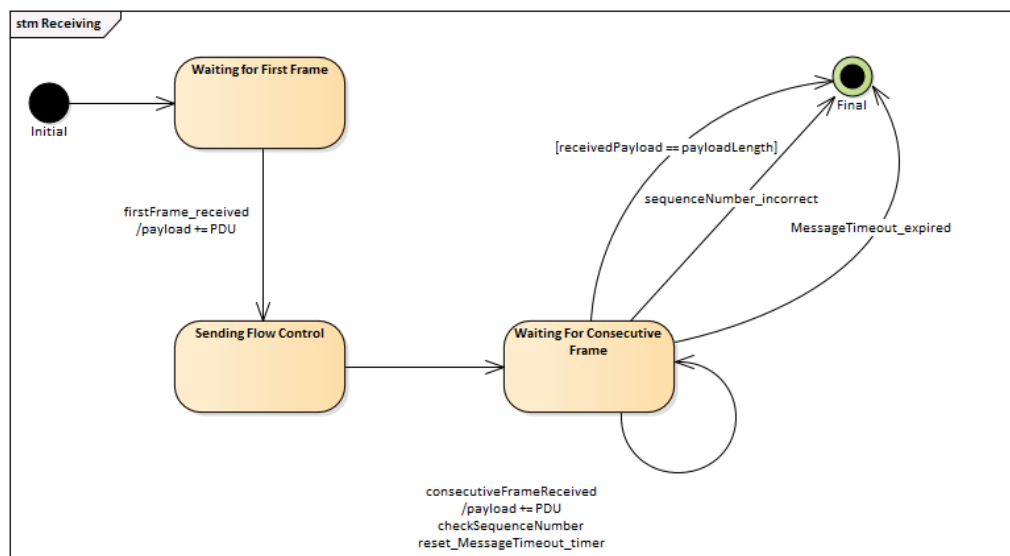 stm Receiving
Waiting for First Frame
Initial
Final
[receivedPayload == payloadLength]
sequenceNumber_incorrect
MessageTimeout_expired
firstFrame_received
/payload += PDU
Sending Flow Control
Waiting For Consecutive
Frame
consecutiveFrameReceived
/payload += PDU
checkSequenceNumber
reset_MessageTimeout_timer